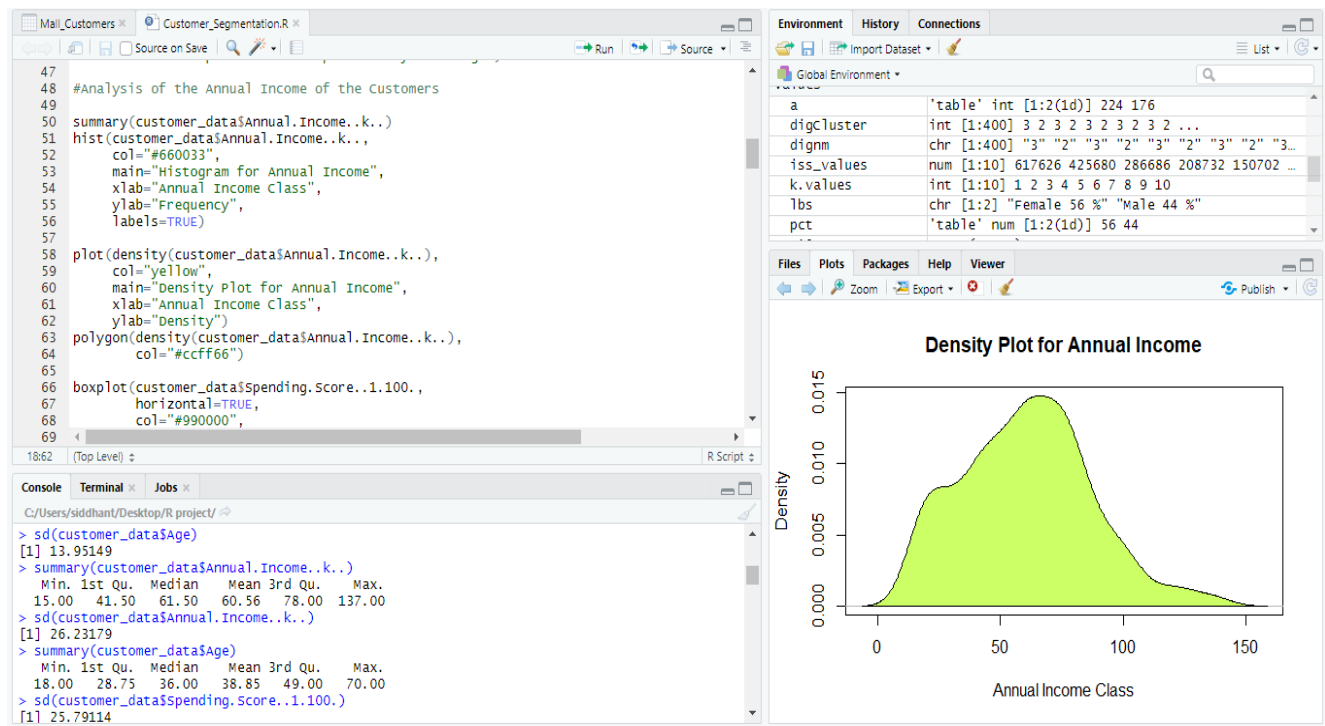 Mall_Customers
Customer_Segmentation.R
Source on Save
Run
Source
47
48 #Analysis of the Annual Income of the Customers
49
50 summary(customer_data$Annual.Income..k..)
51 hist(customer_data$Annual.Income..k..,
52 col="#660033",
53 main="Histogram for Annual Income",
54 xlab="Annual Income Class",
55 ylab="Frequency",
56 labels=TRUE)
57
58 plot(density(customer_data$Annual.Income..k..),
59 col="yellow",
60 main="Density Plot for Annual Income",
61 xlab="Annual Income Class",
62 ylab="Density")
63 polygon(density(customer_data$Annual.Income..k..),
64 col="#ccff66")
65
66 boxplot(customer_data$Spending.Score..1.100.,
67 horizontal=TRUE,
68 col="#990000",
69
18:62 (Top Level) R Script
Console Terminal Jobs
C:/Users/siddhant/Desktop/R project/
> sd(customer_data$Age)
[1] 13.95149
> summary(customer_data$Annual.Income..k..)
Min. 1st Qu. Median Mean 3rd Qu. Max.
15.00 41.50 61.50 60.56 78.00 137.00
> sd(customer_data$Annual.Income..k..)
[1] 26.23179
> summary(customer_data$Age)
Min. 1st Qu. Median Mean 3rd Qu. Max.
18.00 28.75 36.00 38.85 49.00 70.00
> sd(customer_data$Spending.Score..1.100.)
[1] 25.79114
Environment History Connections
Import Dataset List
Global Environment
a 'table' int [1:2(1d)] 224 176
digCluster int [1:400] 3 2 3 2 3 2 3 2 3 2 ...
dignm chr [1:400] "3" "2" "3" "2" "3" "2" "3" "2" "3…
iss_values num [1:10] 617626 425680 286686 208732 150702 …
k.values int [1:10] 1 2 3 4 5 6 7 8 9 10
lbs chr [1:2] "Female 56 %" "Male 44 %"
pct 'table' num [1:2(1d)] 56 44
Files Plots Packages Help Viewer
Zoom Export Publish
Density Plot for Annual Income
Density
0.015
0.010
0.005
0.000
0 50 100 150
Annual Income Class